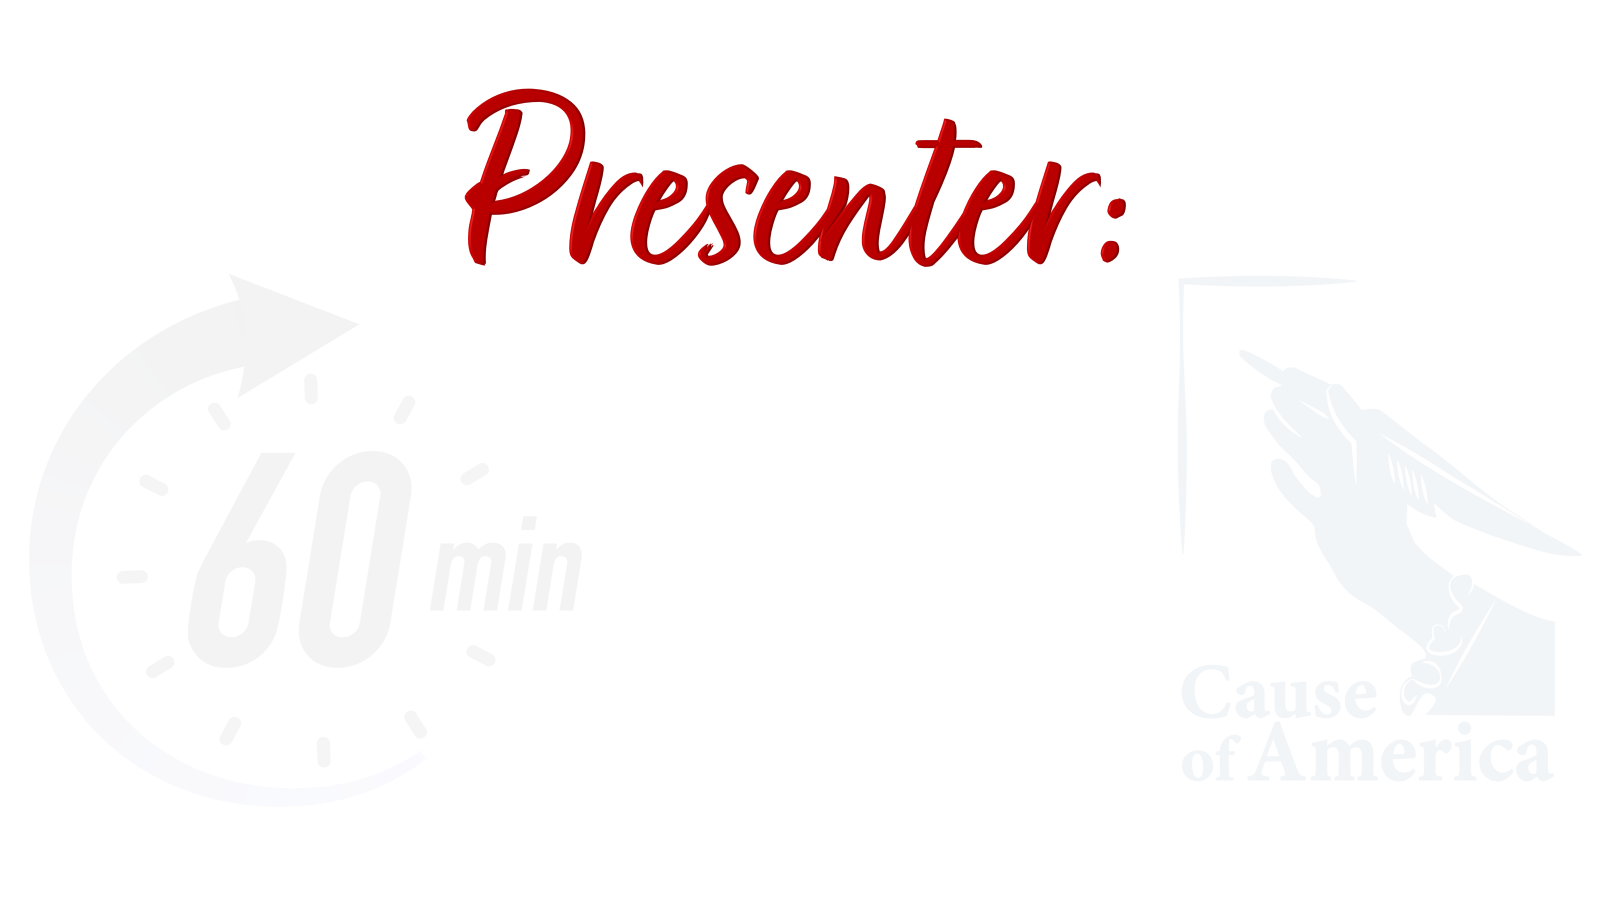 Presenter:
60 min
Cause
of America